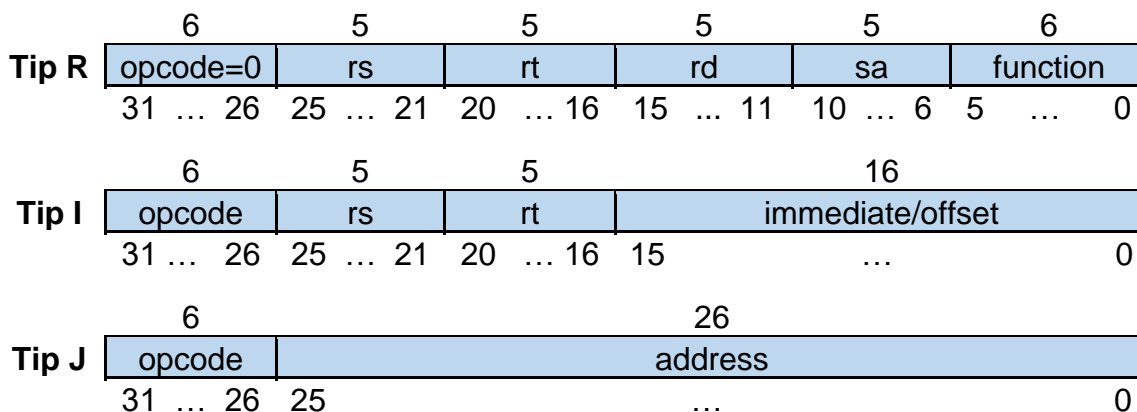 6 5 5 5 5 6
Tip R opcode=0 rs rt rd sa function
31 … 26 25 … 21 20 … 16 15 ... 11 10 … 6 5 … 0
6 5 5 16
Tip I opcode rs rt immediate/offset
31 … 26 25 … 21 20 … 16 15 … 0
6 26
Tip J opcode address
31 … 26 25 … 0